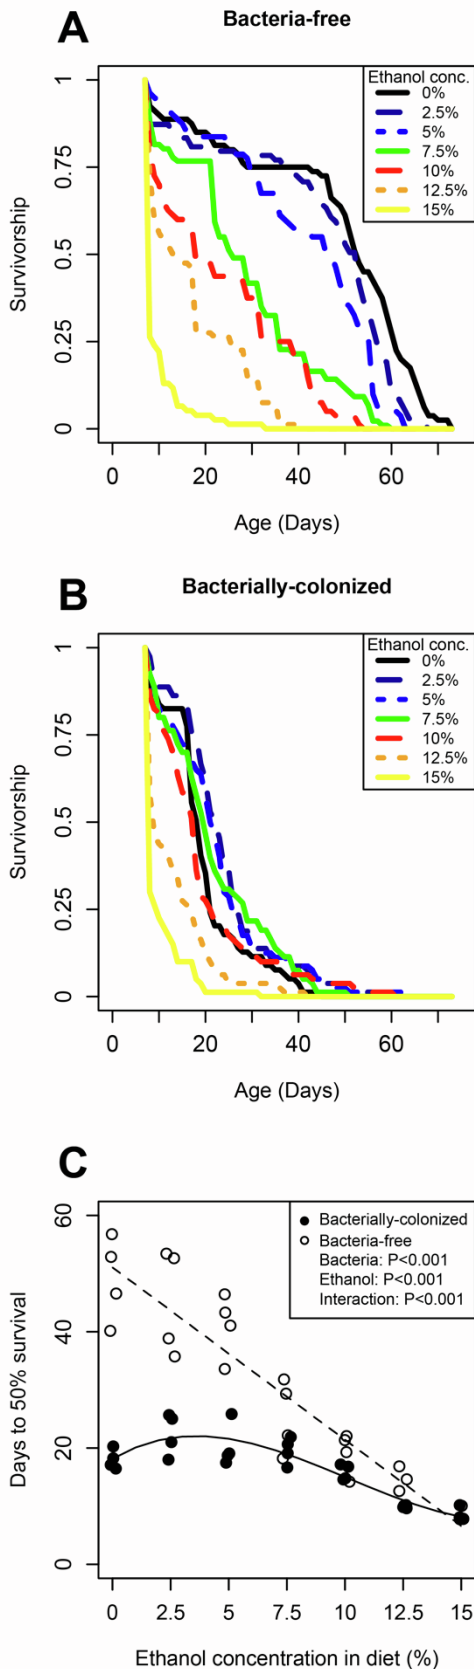 A
Bacteria-free
Ethanol conc.
0%
2.5%
5%
7.5%
10%
12.5%
15%
1
0.75
0.5
0.25
0
Survivorship
0 20 40 60
Age (Days)
B
Bacterially-colonized
Ethanol conc.
0%
2.5%
5%
7.5%
10%
12.5%
15%
1
0.75
0.5
0.25
0
Survivorship
0 20 40 60
Age (Days)
C
Bacterially-colonized
Bacteria-free
Bacteria: P<0.001
Ethanol: P<0.001
Interaction: P<0.001
60
40
20
0
Days to 50% survival
0 2.5 5 7.5 10 12.5 15
Ethanol concentration in diet (%)